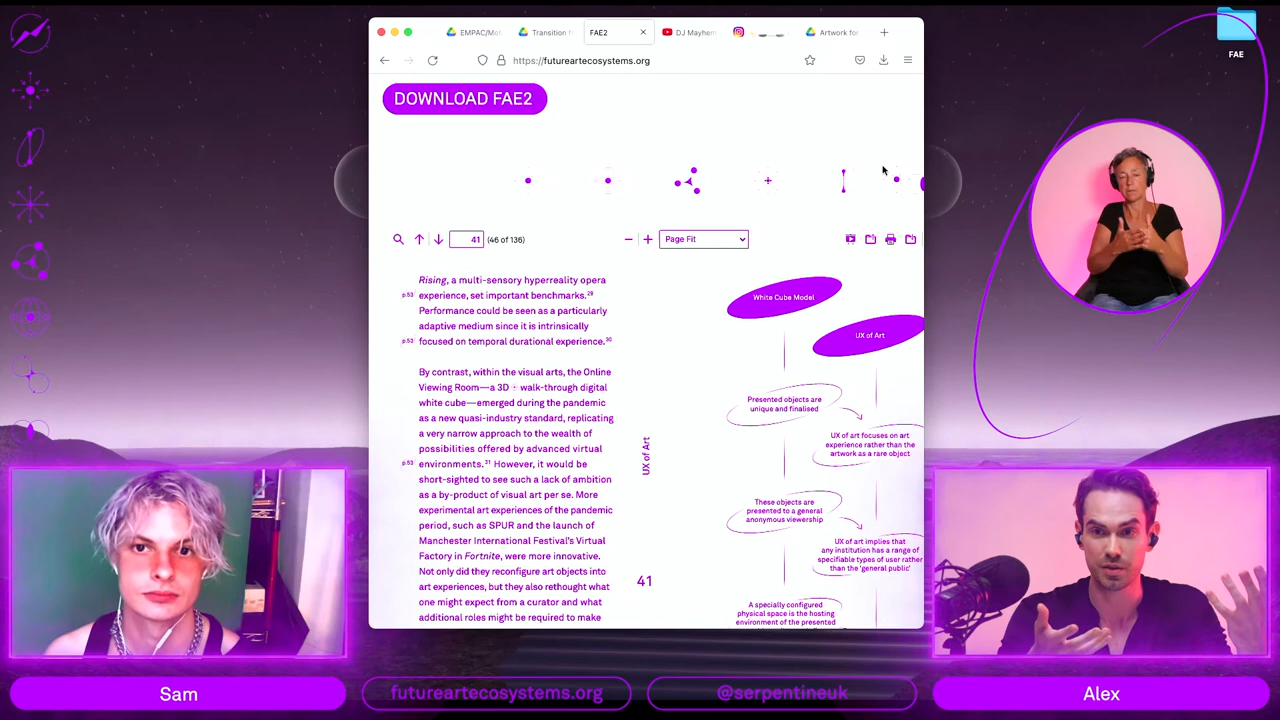 EMPAC/Mo
Transition f
FAE2
DJ Mayhem
Artwork for
FAE
https://futureartecosystems.org
DOWNLOAD FAE2
41
(46 of 136)
Page Fit
Rising, a multi-sensory hyperreality opera
p.53 experience, set important benchmarks.29
Performance could be seen as a particularly
adaptive medium since it is intrinsically
p.52 focused on temporal durational experience.30
By contrast, within the visual arts, the Online
Viewing Room—a 3D walk-through digital
white cube—emerged during the pandemic
as a new quasi-industry standard, replicating
a very narrow approach to the wealth of
possibilities offered by advanced virtual
p.53 environments.31 However, it would be
short-sighted to see such a lack of ambition
as a by-product of visual art per se. More
experimental art experiences of the pandemic
period, such as SPUR and the launch of
Manchester International Festival's Virtual
Factory in Fortnite, were more innovative.
Not only did they reconfigure art objects into
art experiences, but they also rethought what
one might expect from a curator and what
additional roles might be required to make
UX of Art
41
White Cube Model
UX of Art
Presented objects are
unique and finalised
UX of art focuses on art
experience rather than the
artwork as a rare object
These objects are
presented to a general
anonymous viewership
UX of art implies that
any institution has a range of
specifiable types of user rather
than the 'general public'
A specially configured
physical space is the hosting
environment of the presented
Sam
futureartecosystems.org
@serpentineuk
Alex